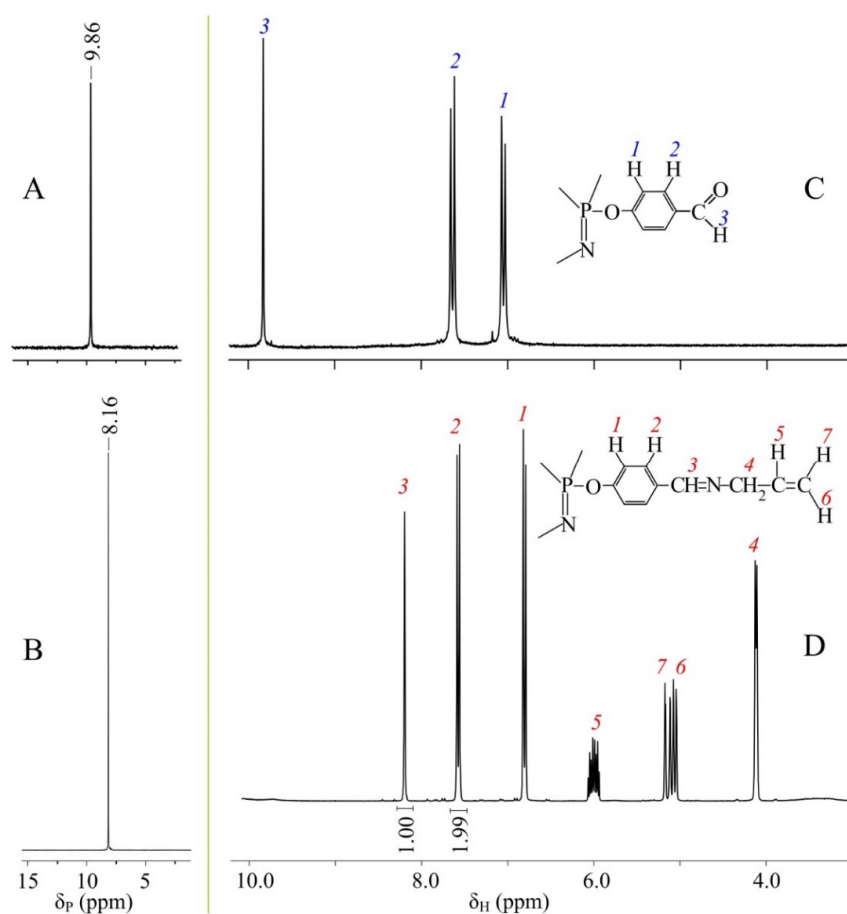 9.86
A
3
2
1
1
2
H
H
O
P
O
C
H
3
N
C
8.16
B
3
2
1
5
7
6
4
1
2
H
H
5
H
7
H
3
4
P
O
CH=N
CH2
C=C
6
H
N
D
1.00
1.99
15
10
5
δP (ppm)
10.0
8.0
6.0
4.0
δH (ppm)